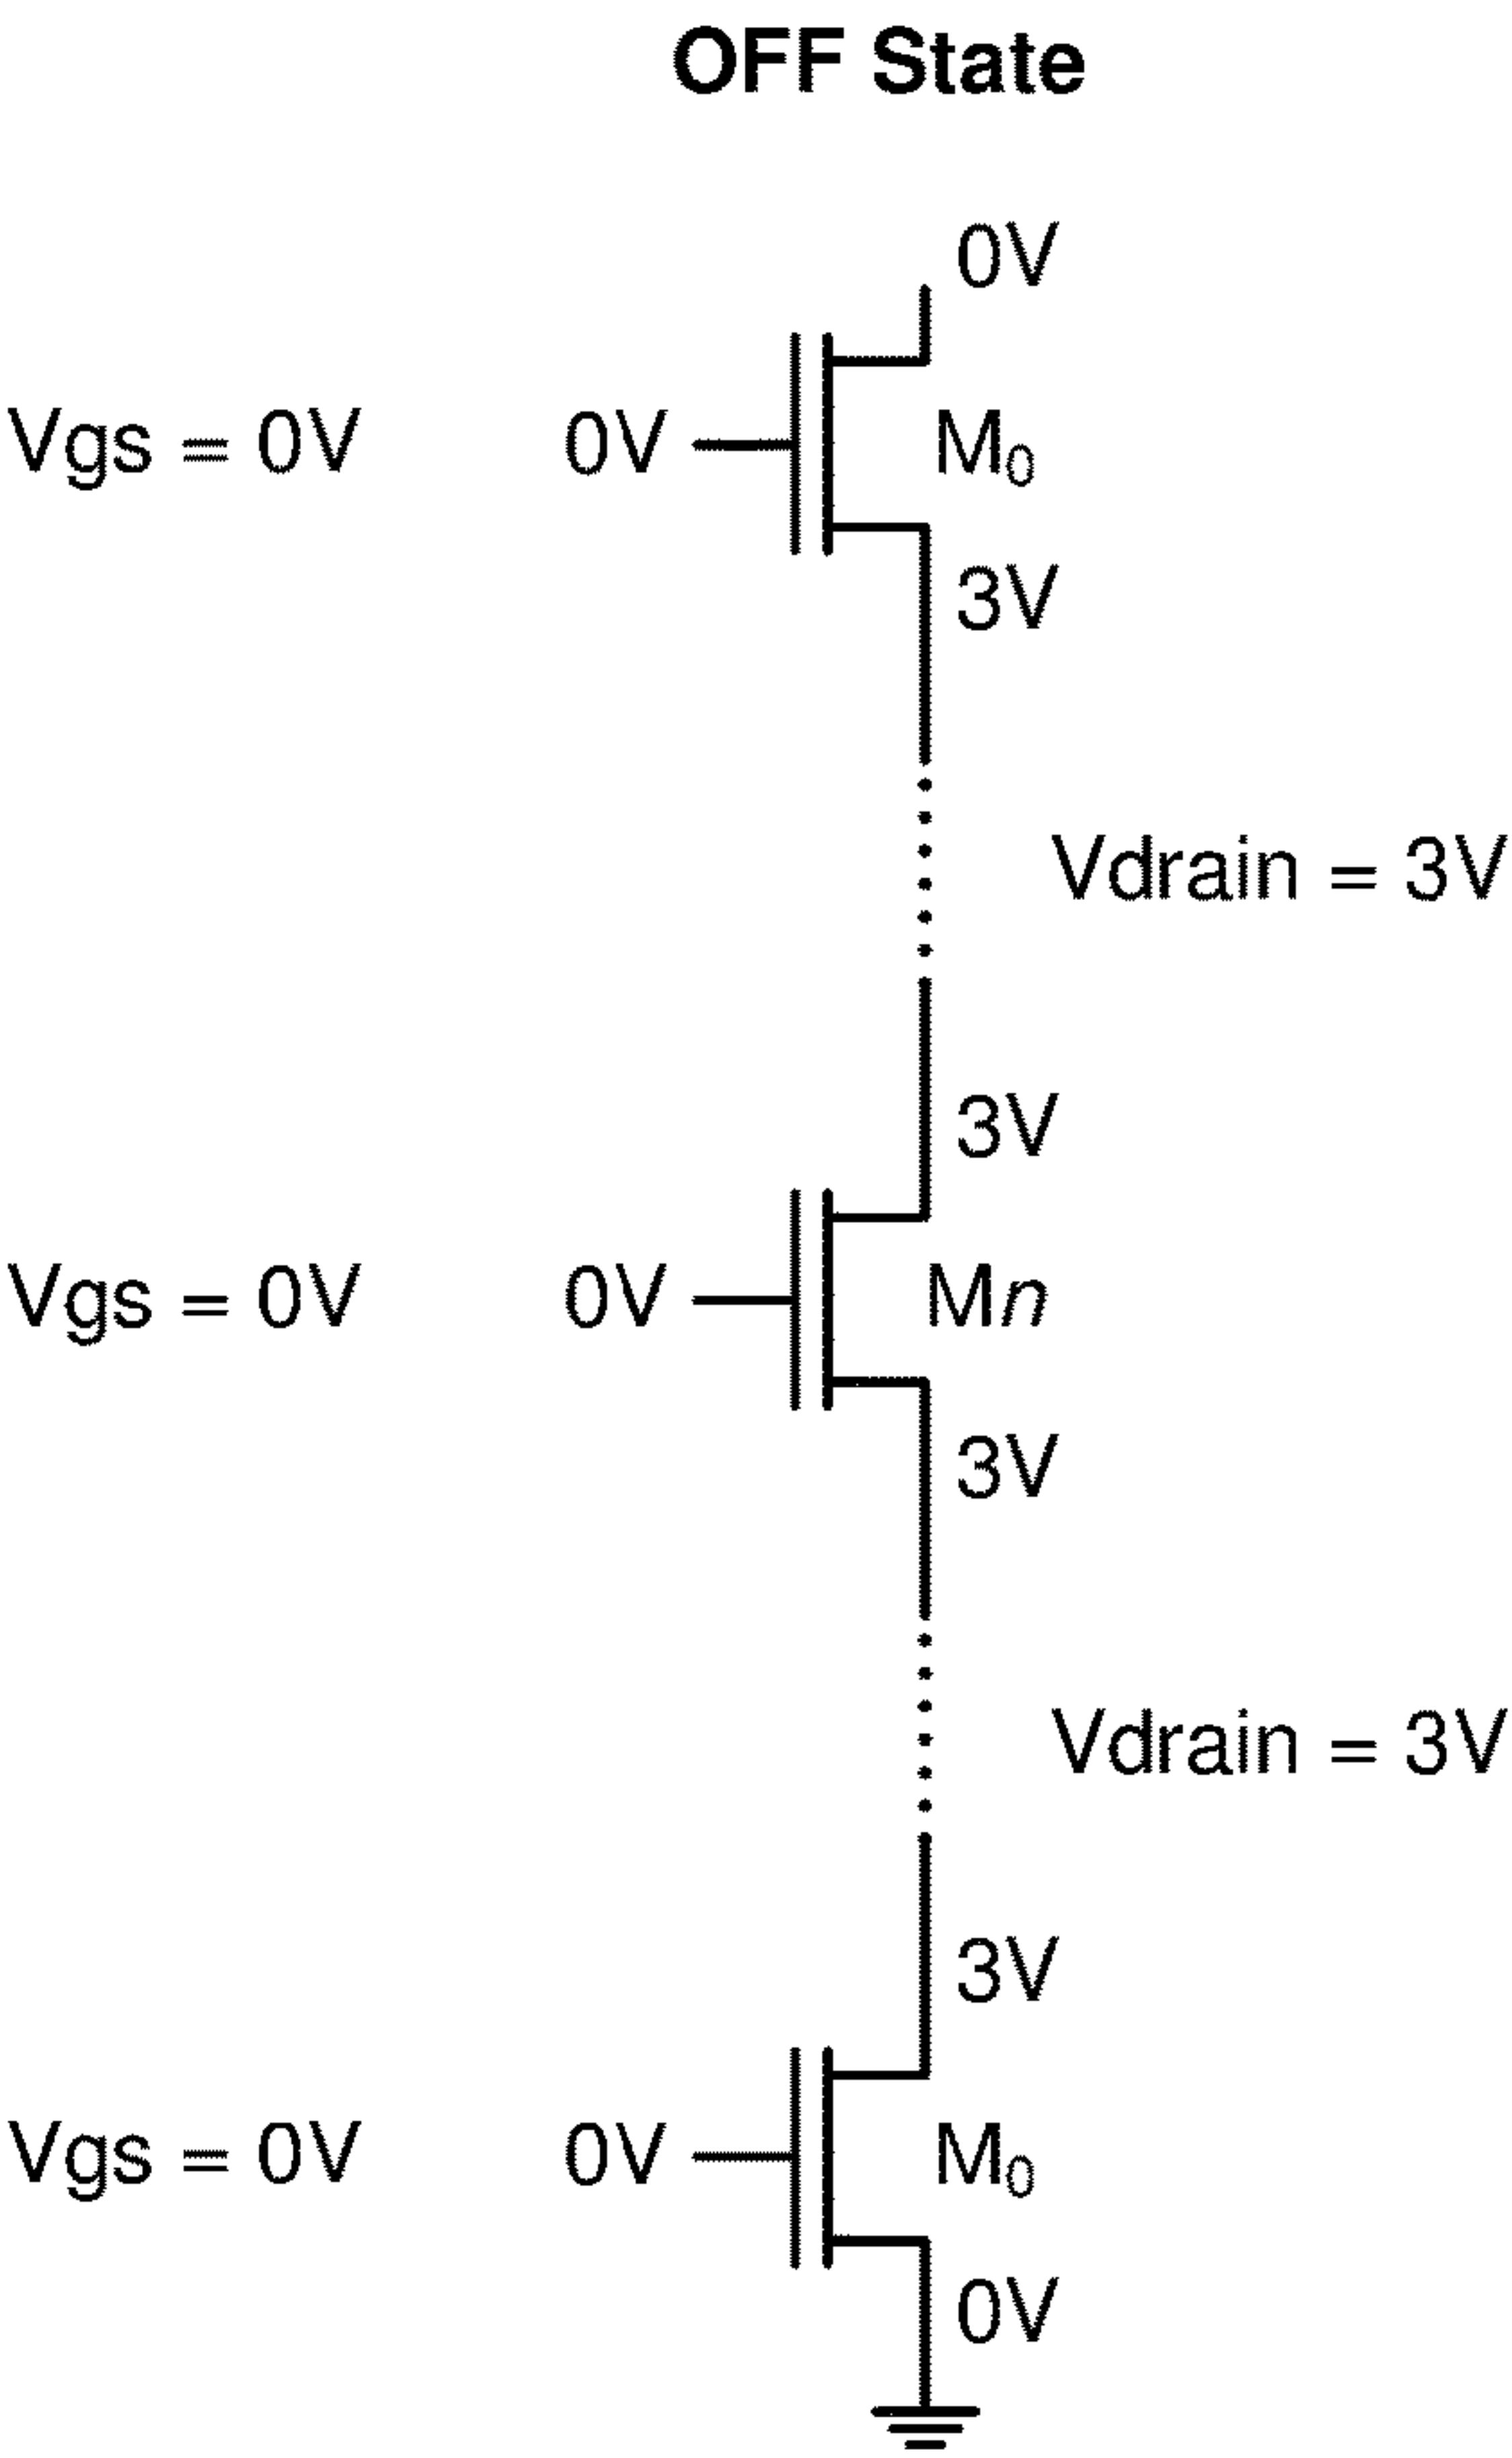 OFF State
0V
Vgs = 0V 0V M0
3V
Vdrain = 3V
3V
Vgs = 0V 0V Mn
3V
Vdrain = 3V
3V
Vgs = 0V 0V M0
0V